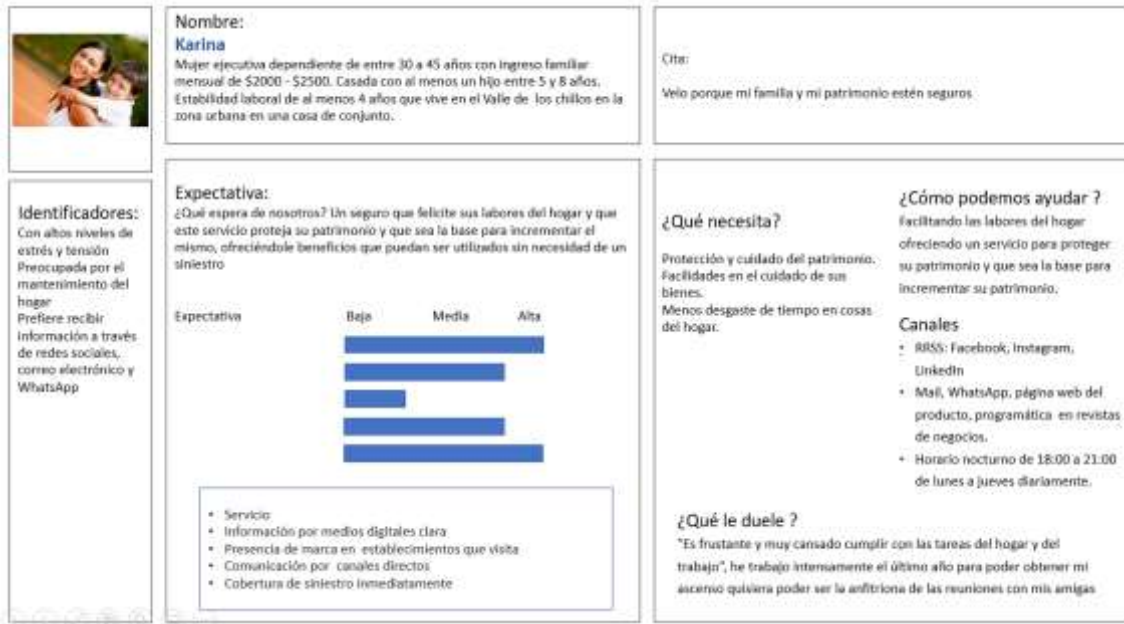 Nombre:
Karina
Mujer ejecutiva dependiente de entre 30 a 45 años con ingreso familiar
mensual de $2000 - $2500. Casada con al menos un hijo entre 5 y 8 años.
Estabilidad laboral de al menos 4 años que vive en el Valle de los chillos en la
zona urbana en una casa de conjunto.
Cita:
Velo porque mi familia y mi patrimonio estén seguros
Identificadores:
Con altos niveles de
estrés y tensión
Preocupada por el
mantenimiento del
hogar
Prefiere recibir
información a través
de redes sociales,
correo electrónico y
WhatsApp
Expectativa:
¿Qué espera de nosotros? Un seguro que felicite sus labores del hogar y que
este servicio proteja su patrimonio y que sea la base para incrementar el
mismo, ofreciéndole beneficios que puedan ser utilizados sin necesidad de un
siniestro
Expectativa Baja Media Alta
• Servicio
• Información por medios digitales clara
• Presencia de marca en establecimientos que visita
• Comunicación por canales directos
• Cobertura de siniestro inmediatamente
¿Qué necesita?
Protección y cuidado del patrimonio.
Facilidades en el cuidado de sus
bienes.
Menos desgaste de tiempo en cosas
del hogar.
¿Cómo podemos ayudar ?
Facilitando las labores del hogar
ofreciendo un servicio para proteger
su patrimonio y que sea la base para
incrementar su patrimonio.
Canales
• RRSS: Facebook, Instagram,
LinkedIn
• Mail, WhatsApp, página web del
producto, programática en revistas
de negocios.
• Horario nocturno de 18:00 a 21:00
de lunes a jueves diariamente.
¿Qué le duele ?
"Es frustante y muy cansado cumplir con las tareas del hogar y del
trabajo", he trabajo intensamente el último año para poder obtener mi
ascenso quisiera poder ser la anfitriona de las reuniones con mis amigas